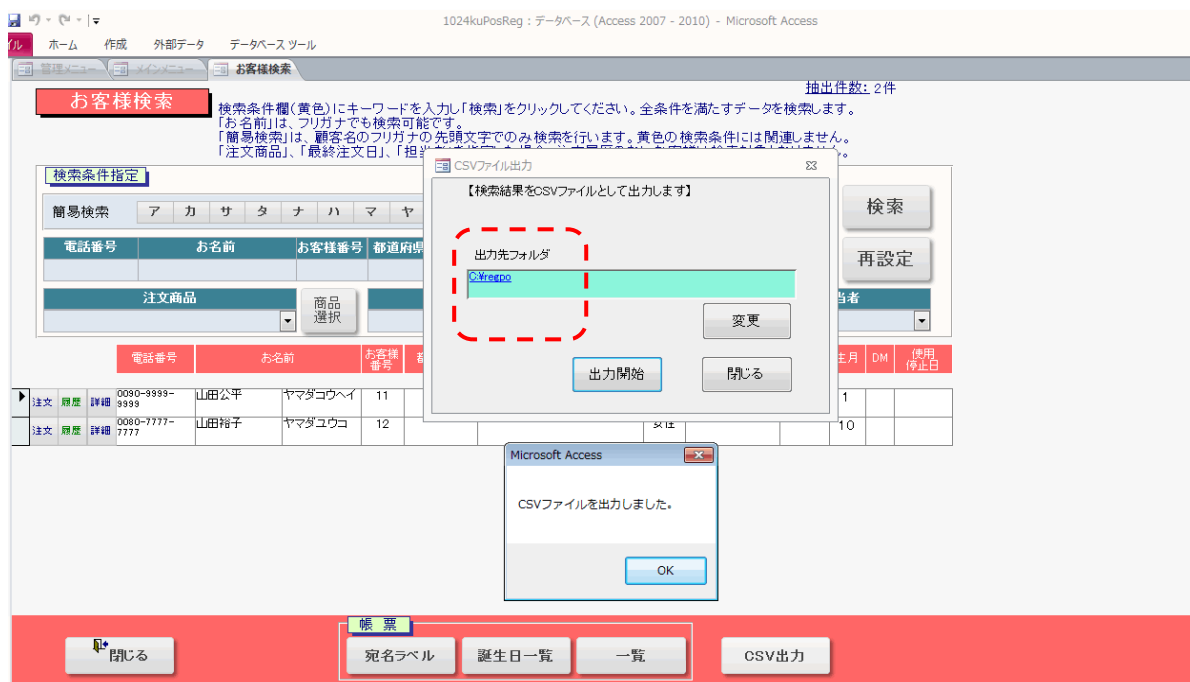 1024kuPosReg : データベース (Access 2007 - 2010) - Microsoft Access
イル ホーム 作成 外部データ データベース ツール
管理メニュー メインメニュー お客様検索
お客様検索
抽出件数: 2件
検索条件欄(黄色)にキーワードを入力し「検索」をクリックしてください。全条件を満たすデータを検索します。
「お名前」は、フリガナでも検索可能です。
「簡易検索」は、顧客名のフリガナの先頭文字でのみ検索を行います。黄色の検索条件には関連しません。
「注文商品」、「最終注文日」、「担当
検索条件指定
簡易検索 ア カ サ タ ナ ハ マ ヤ
検索
電話番号 お名前 お客様番号 都道府県
再設定
注文商品
商品
選択
当者
CSVファイル出力
【検索結果をCSVファイルとして出力します】
出力先フォルダ
C:¥regpo
変更
出力開始 閉じる
電話番号 お名前 お客様
番号 生月 DM 使用
停止日
注文 履歴 詳細 0090-9999-
9999 山田公平 ヤマダコウヘイ 11 1
注文 履歴 詳細 0080-7777-
7777 山田裕子 ヤマダユウコ 12 女性 10
Microsoft Access
CSVファイルを出力しました。
OK
帳 票
閉じる 宛名ラベル 誕生日一覧 一覧 CSV出力